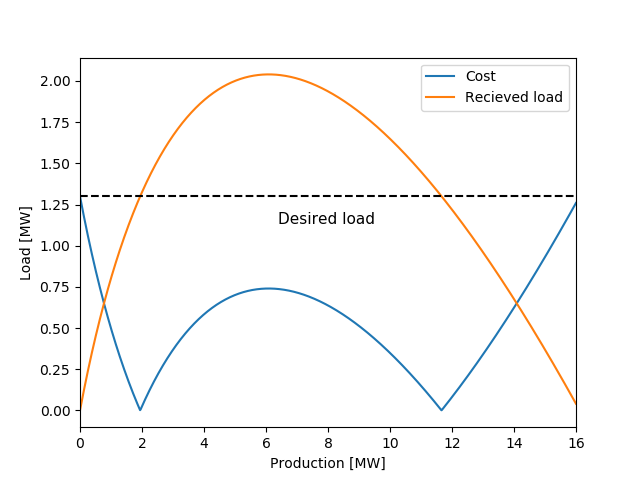 Cost
Recieved load
Desired load
Load [MW]
2.00
1.75
1.50
1.25
1.00
0.75
0.50
0.25
0.00
0 2 4 6 8 10 12 14 16
Production [MW]